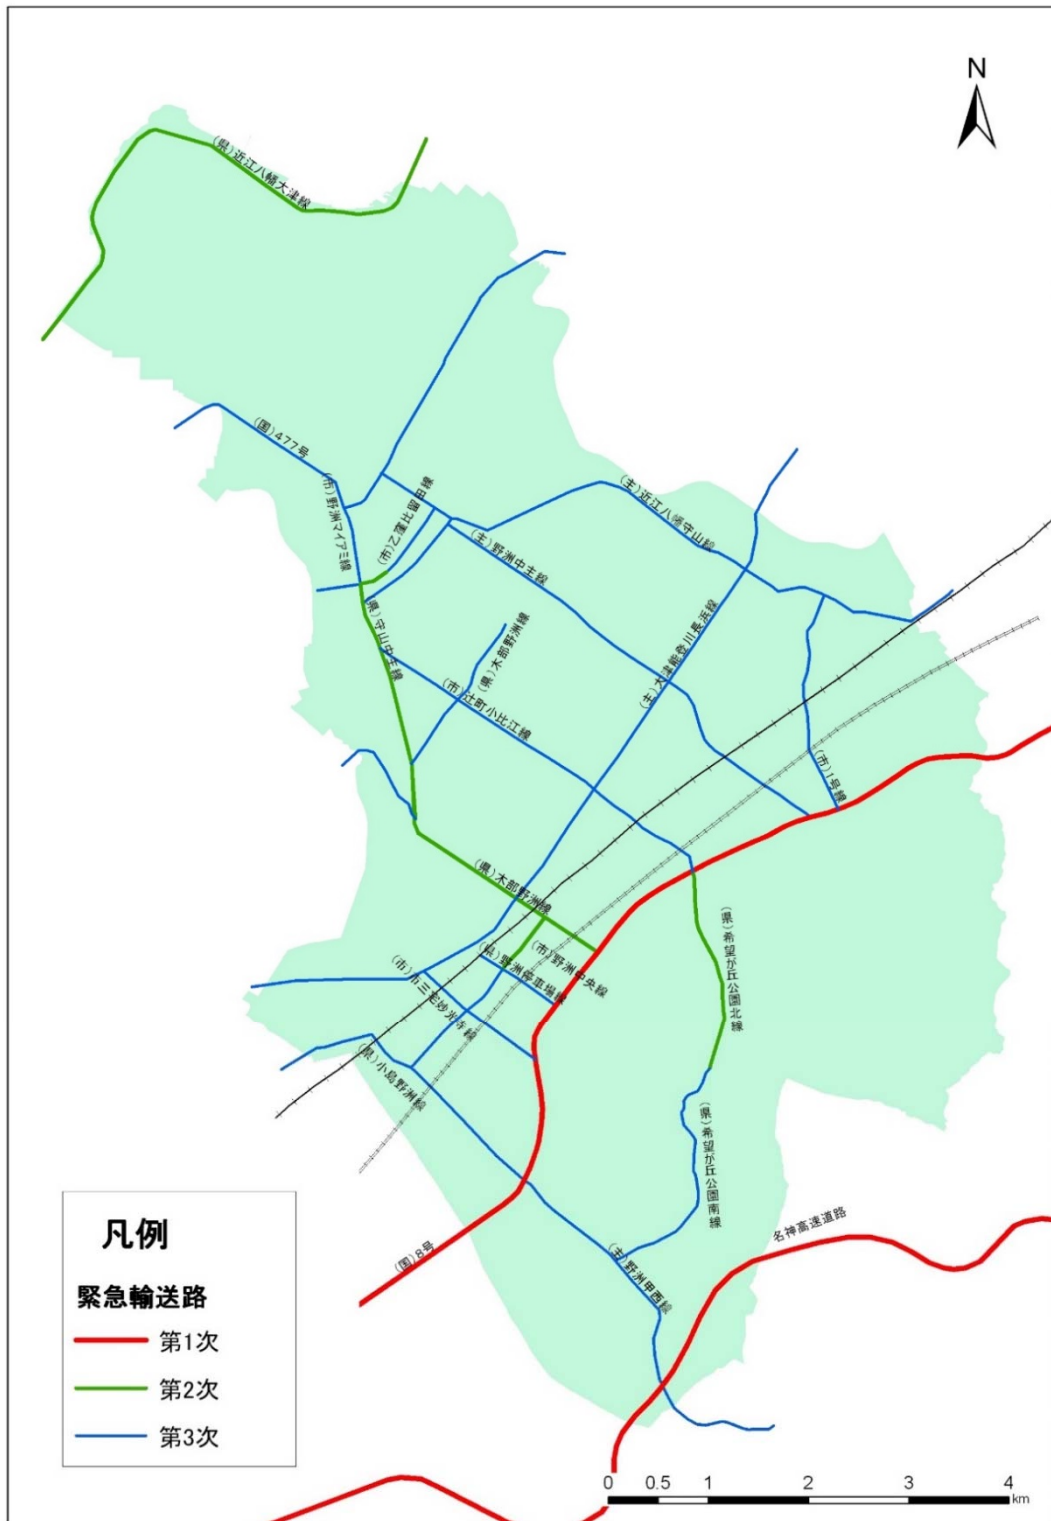 N
(県)近江八幡大津線
(国)477号
(市)野洲マイアミ線
(市)乙窪比留田線
(主)近江八幡守山線
(主)野洲中主線
(県)守山中主線
(県)木部野洲線
(主)大津能登川長浜線
(市)辻町小比江線
(市)1号線
(県)木部野洲線
(市)野洲中央線
(県)野洲停車場線
(県)希望が丘公園北線
(市)市三宅妙光寺線
(県)小島野洲線
(県)希望が丘公園南線
名神高速道路
(国)8号
(主)野洲甲西線
凡例
緊急輸送路
第1次
第2次
第3次
0 0.5 1 2 3 4
km